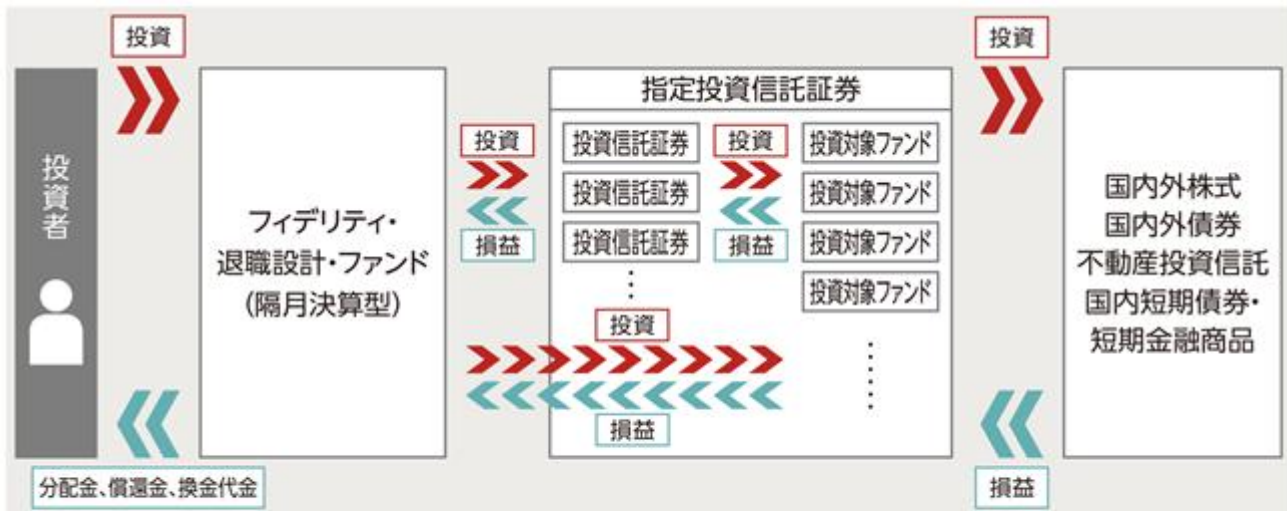 投資
投資者
分配金、償還金、換金代金
フィデリティ・
退職設計・ファンド
(隔月決算型)
投資
損益
指定投資信託証券
投資信託証券
投資信託証券
投資信託証券
投資
損益
投資対象ファンド
投資対象ファンド
投資対象ファンド
投資対象ファンド
投資
損益
投資
国内外株式
国内外債券
不動産投資信託
国内短期債券・
短期金融商品
損益